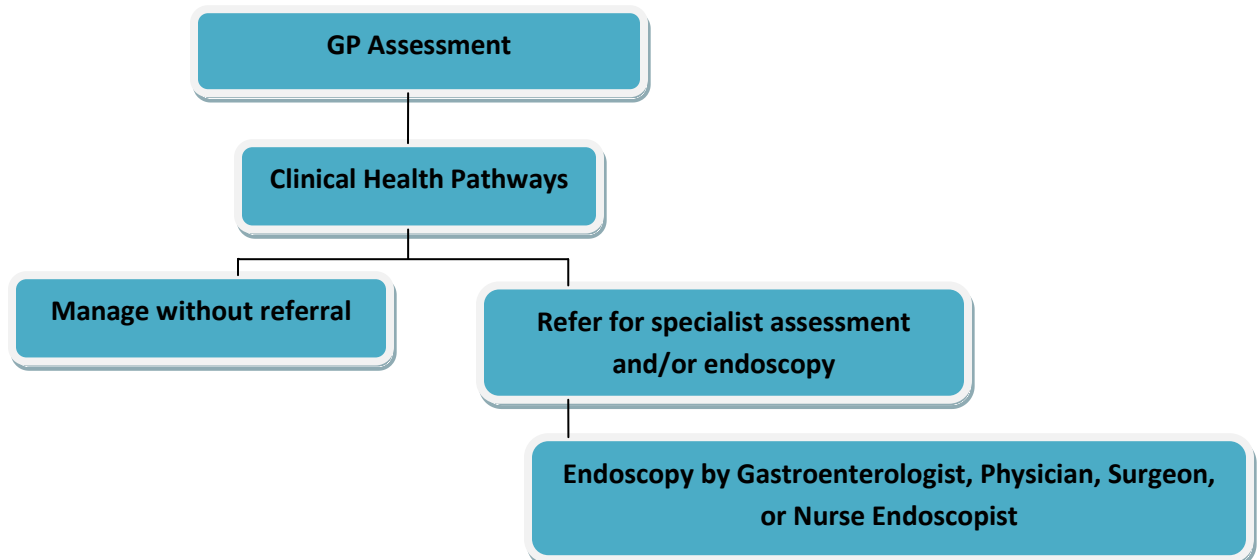 GP Assessment
Clinical Health Pathways
Manage without referral
Refer for specialist assessment
and/or endoscopy
Endoscopy by Gastroenterologist, Physician, Surgeon,
or Nurse Endoscopist